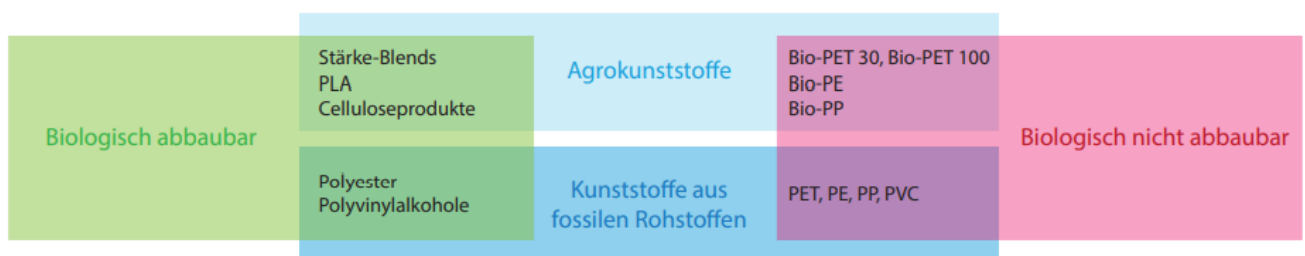 Biologisch abbaubar
Stärke-Blends
PLA
Celluloseprodukte
Agrokunststoffe
Bio-PET 30, Bio-PET 100
Bio-PE
Bio-PP
Biologisch nicht abbaubar
Polyester
Polyvinylalkohole
Kunststoffe aus
fossilen Rohstoffen
PET, PE, PP, PVC